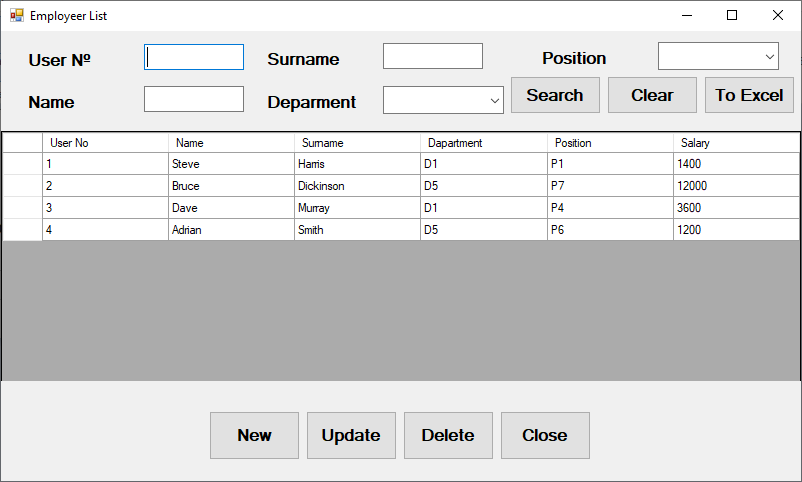 Employeer List
User Nº Surname Position
Name Deparment Search Clear To Excel
User No Name Surname Dapartment Position Salary
1 Steve Harris D1 P1 1400
2 Bruce Dickinson D5 P7 12000
3 Dave Murray D1 P4 3600
4 Adrian Smith D5 P6 1200
New Update Delete Close